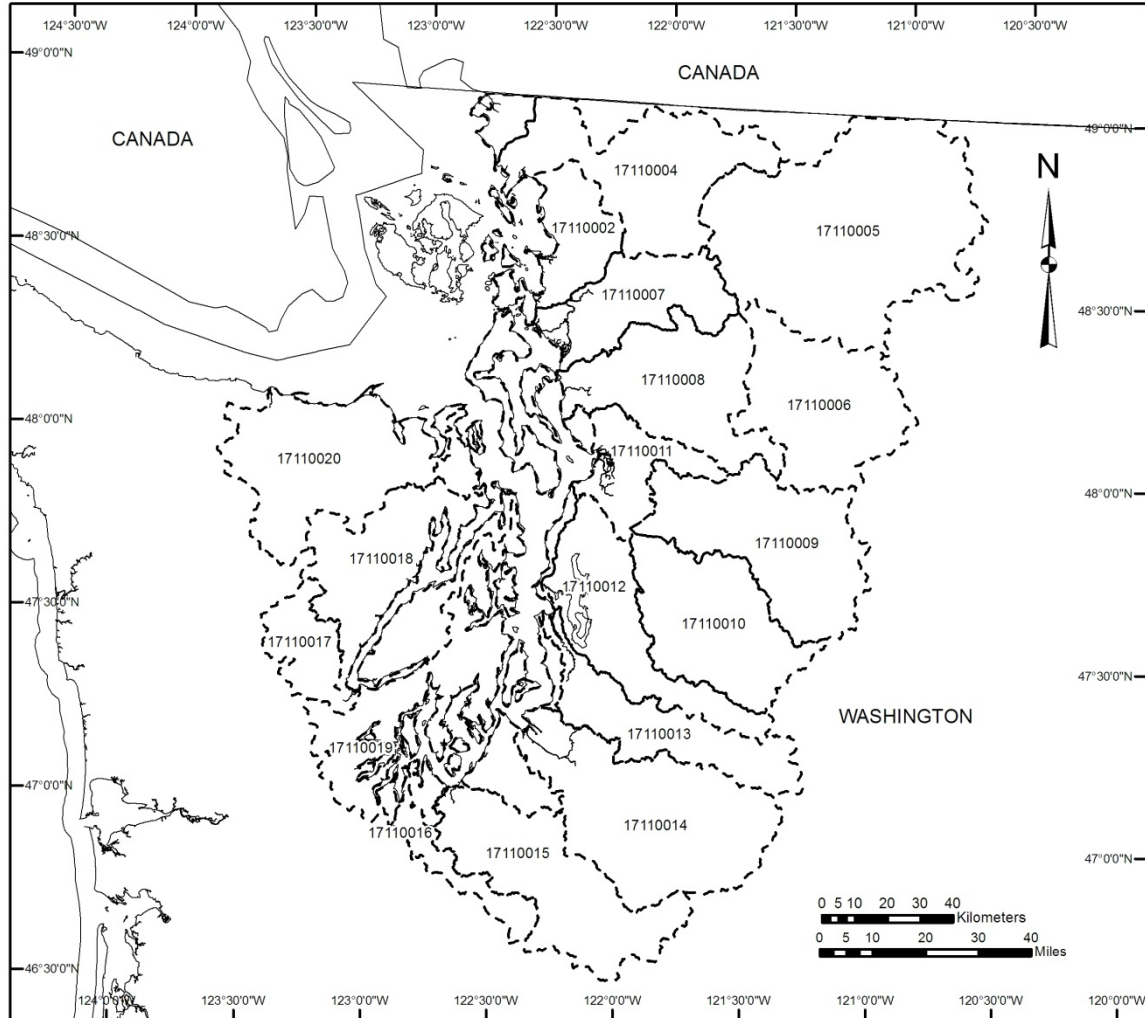 124°30'0"W 124°0'0"W 123°30'0"W 123°0'0"W 122°30'0"W 122°0'0"W 121°30'0"W 121°0'0"W 120°30'0"W
49°0'0"N
CANADA
CANADA
49°0'0"N
N
17110004
17110002
17110005
48°30'0"N
17110007
48°30'0"N
17110008
17110006
48°0'0"N
17110011
17110020
48°0'0"N
17110009
17110018
17110012
47°30'0"N
17110010
17110017
47°30'0"N
WASHINGTON
17110013
17110019
47°0'0"N
17110014
17110016
17110015
47°0'0"N
0 5 10 20 30 40
Kilometers
0 5 10 20 30 40
Miles
46°30'0"N
124°0'0"W 123°30'0"W 123°0'0"W 122°30'0"W 122°0'0"W 121°30'0"W 121°0'0"W 120°30'0"W 120°0'0"W